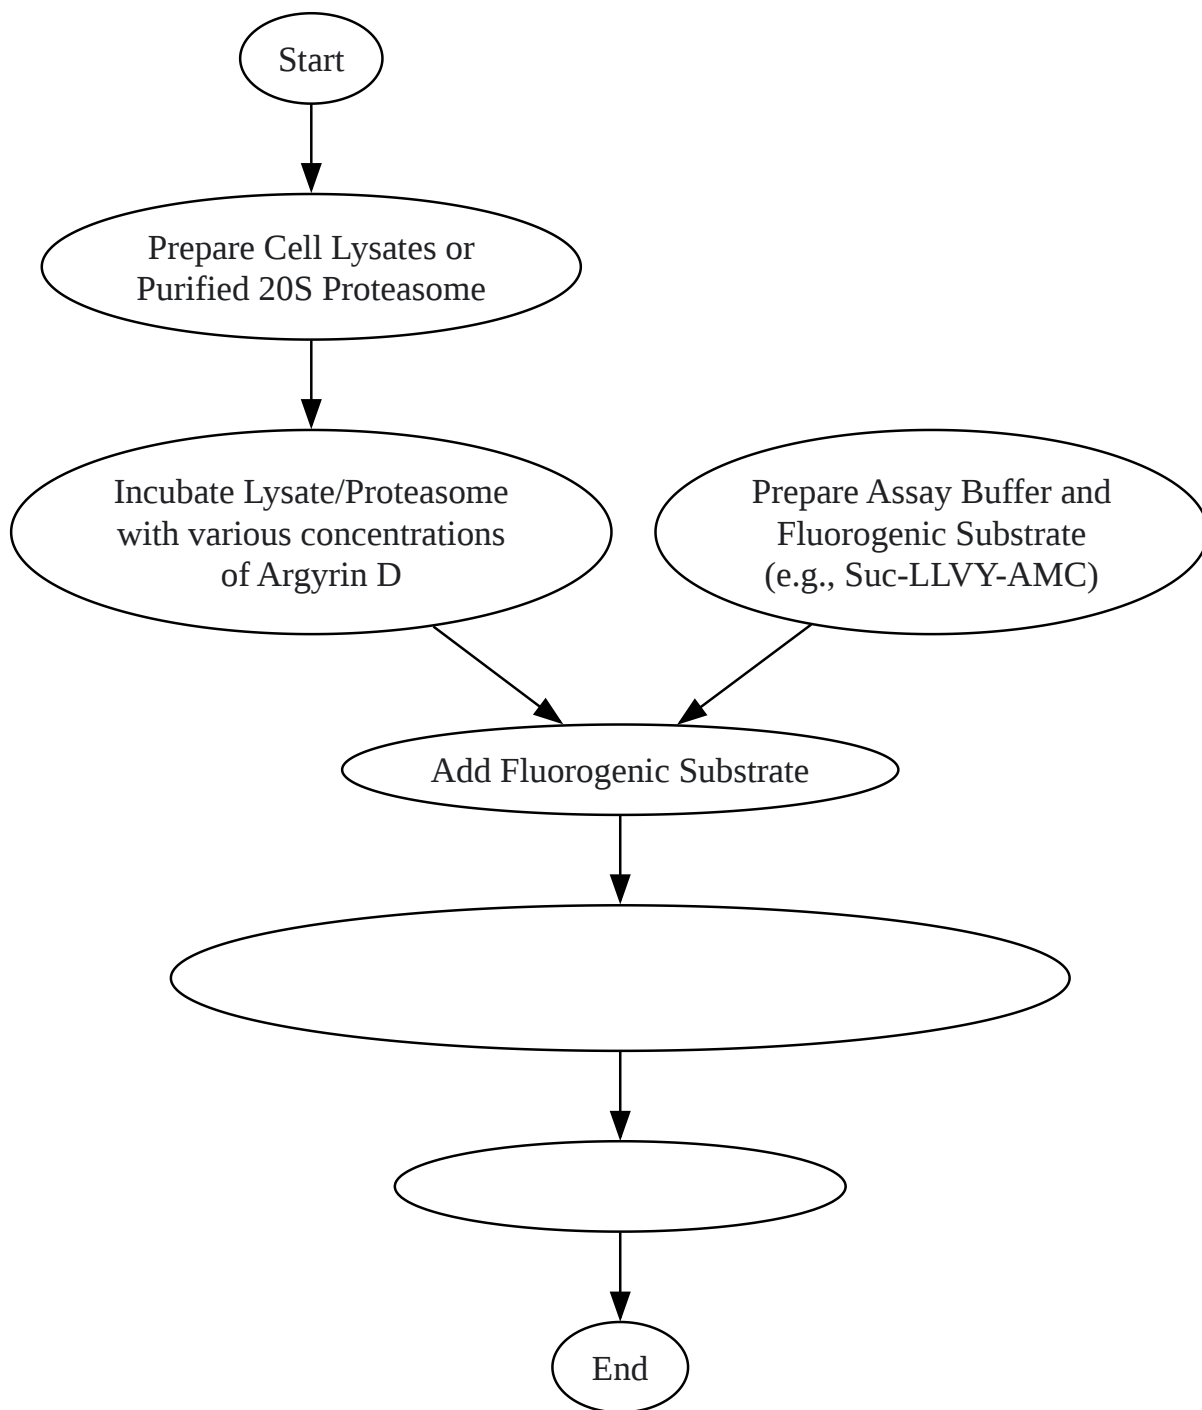 Start
Prepare Cell Lysates or
Purified 20S Proteasome
Incubate Lysate/Proteasome
with various concentrations
of Argyrin D
Prepare Assay Buffer and
Fluorogenic Substrate
(e.g., Suc-LLVY-AMC)
Add Fluorogenic Substrate
End